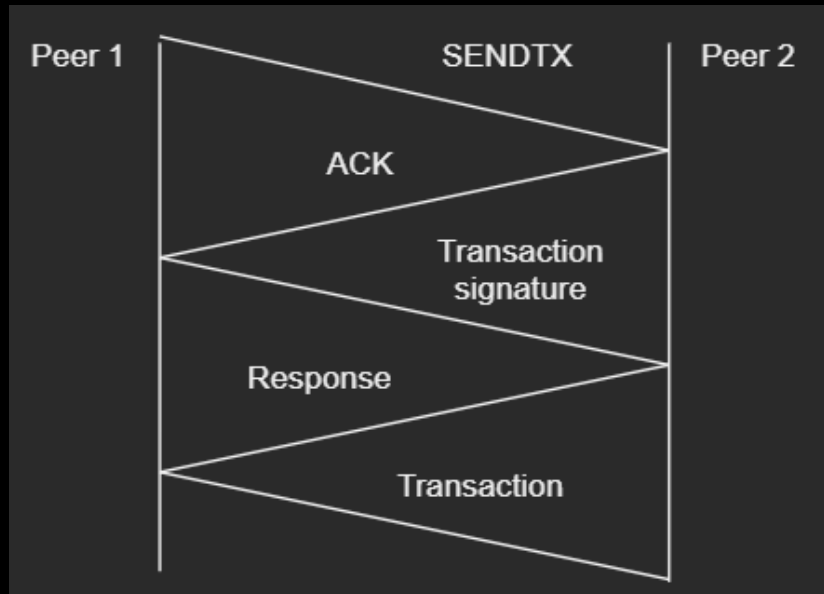 Peer 1
SENDTX
Peer 2
ACK
Transaction
signature
Response
Transaction